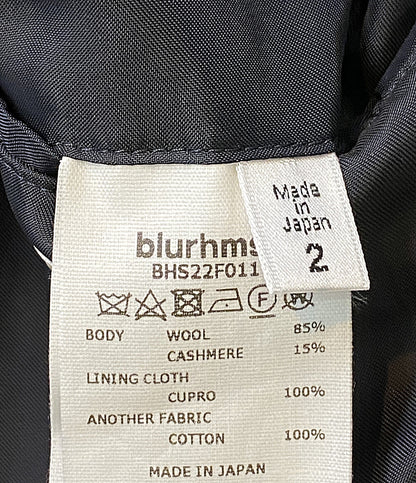 Made
in
Japan
2
blurhms
BHS22F011
BODY WOOL 85%
CASHMERE 15%
LINING CLOTH
CUPRO 100%
ANOTHER FABRIC
COTTON 100%
MADE IN JAPAN